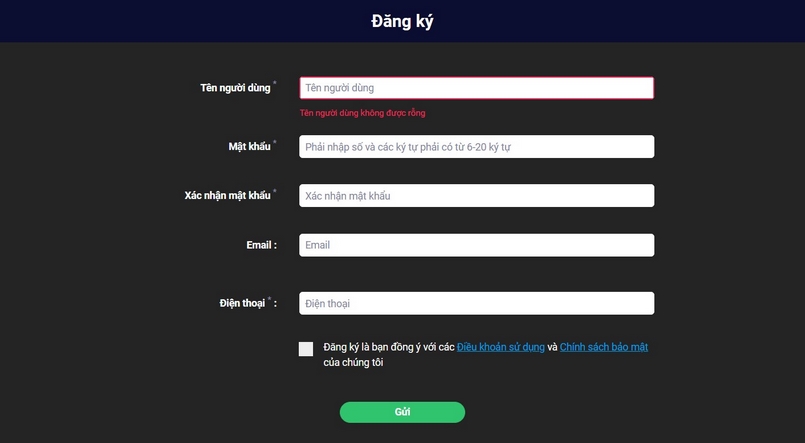 Đăng ký
Tên người dùng *
Tên người dùng
Tên người dùng không được rỗng
Mật khẩu *
Phải nhập số và các ký tự phải có từ 6-20 ký tự
Xác nhận mật khẩu *
Xác nhận mật khẩu
Email :
Email
Điện thoại * :
Điện thoại
Đăng ký là bạn đồng ý với các Điều khoản sử dụng và Chính sách bảo mật
của chúng tôi
Gửi